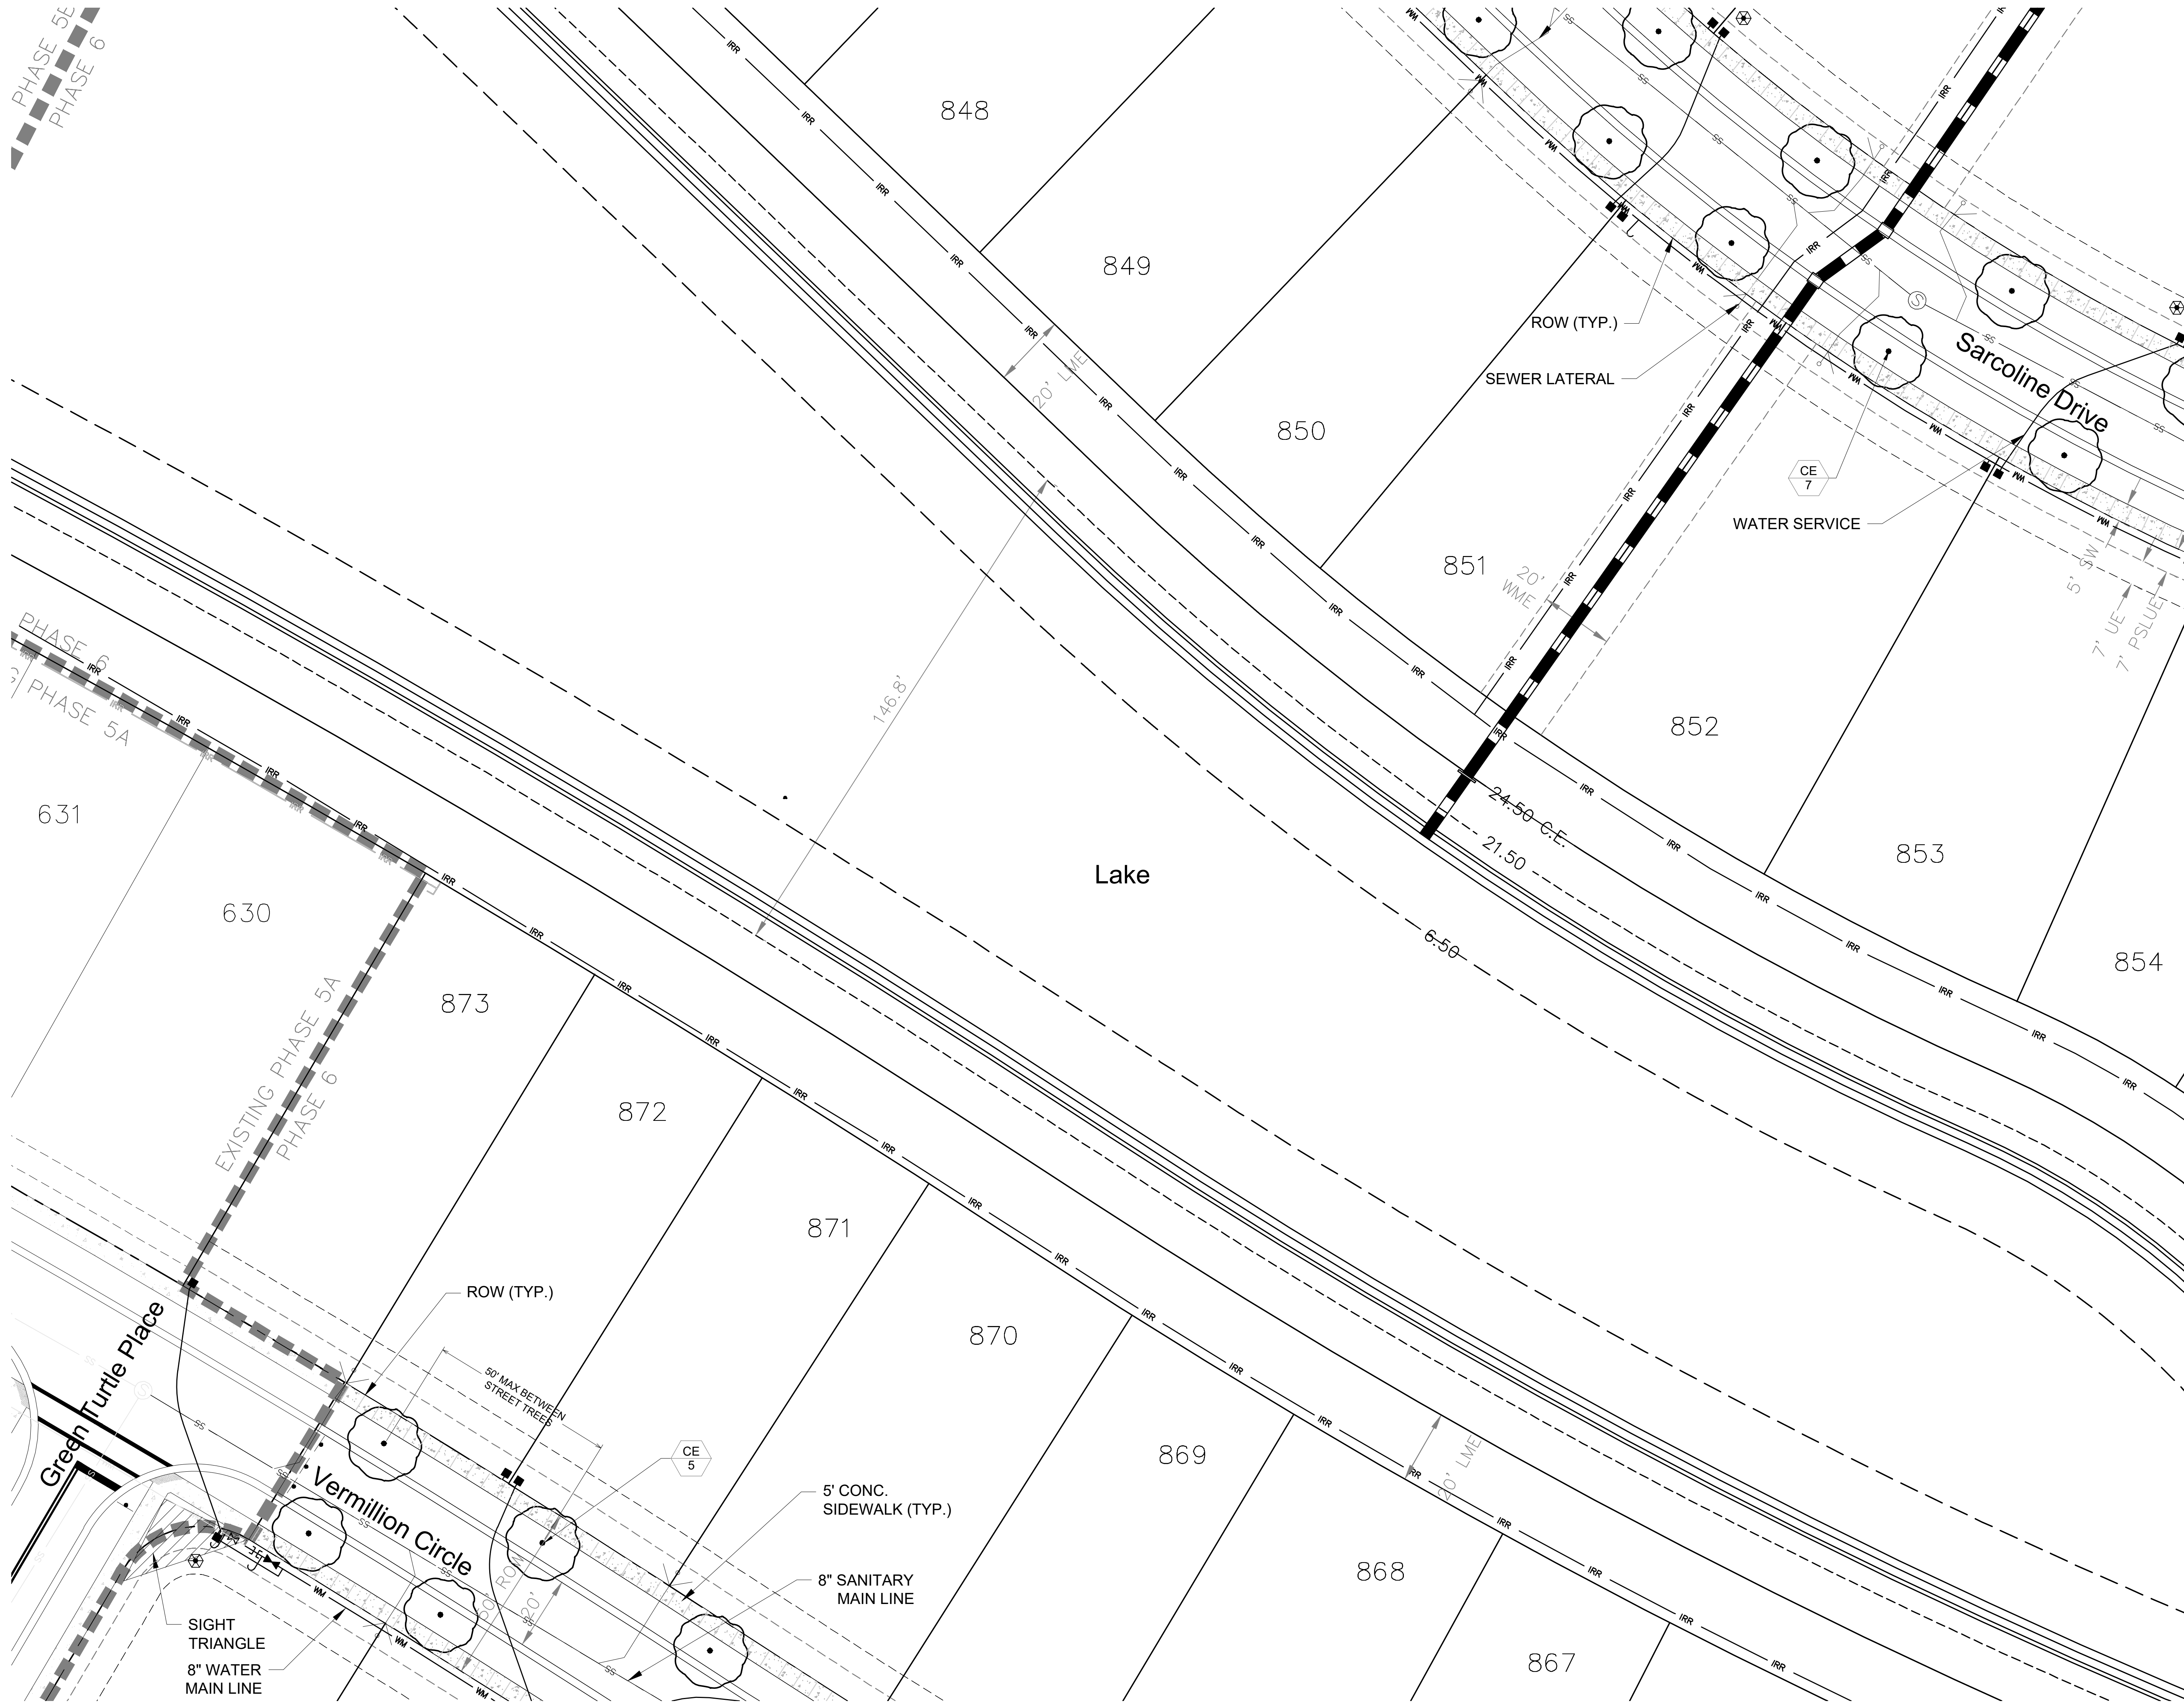 PHASE 5B
PHASE 6
848
849
850
851
852
853
854
20' LME
ROW (TYP.)
SEWER LATERAL
Sarcoline Drive
CE
7
WATER SERVICE
20'
WME
5' SW
7' UE
7' PSLUE
146.8'
24.50 C.E.
21.50
6.50
Lake
PHASE 6
PHASE 5A
631
630
873
872
871
870
869
868
867
EXISTING PHASE 5A
PHASE 6
Green Turtle Place
ROW (TYP.)
50' MAX BETWEEN
STREET TREES
CE
5
5' CONC.
SIDEWALK (TYP.)
Vermillion Circle
50' ROW
20'
8" SANITARY
MAIN LINE
20' LME
SIGHT
TRIANGLE
8" WATER
MAIN LINE
IRR
WM
SS
S